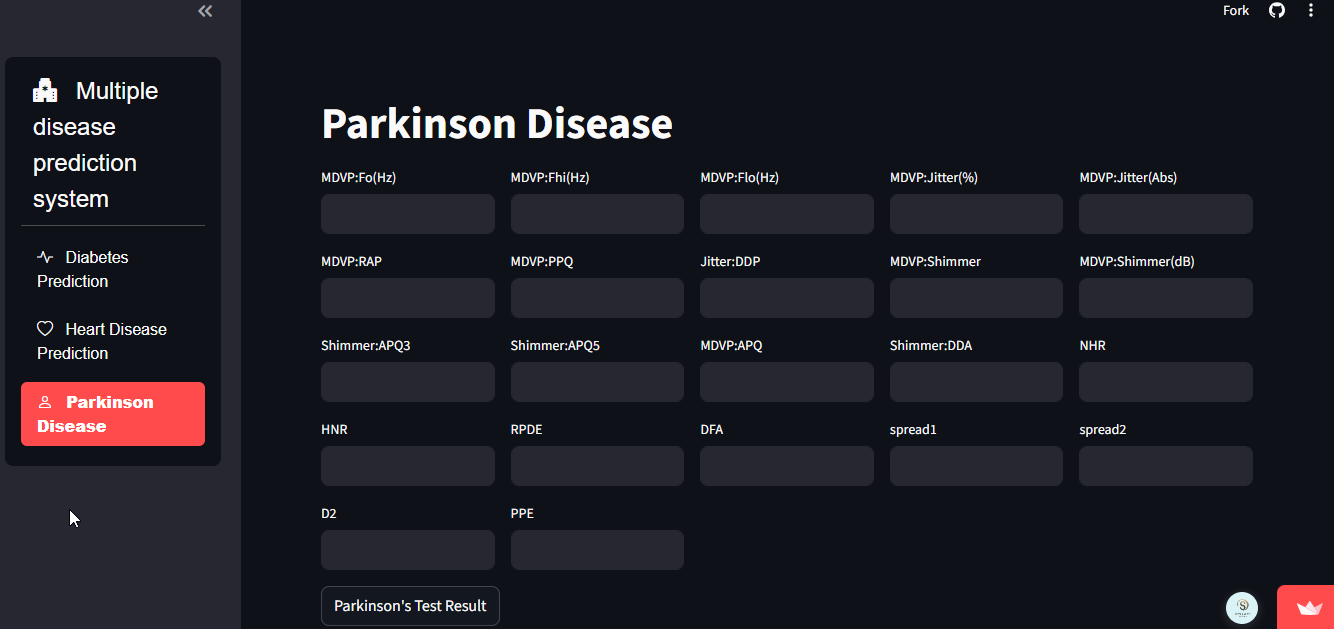 Fork
Multiple
disease
prediction
system
Diabetes
Prediction
Heart Disease
Prediction
Parkinson
Disease
Parkinson Disease
MDVP:Fo(Hz) MDVP:Fhi(Hz) MDVP:Flo(Hz) MDVP:Jitter(%) MDVP:Jitter(Abs)
MDVP:RAP MDVP:PPQ Jitter:DDP MDVP:Shimmer MDVP:Shimmer(dB)
Shimmer:APQ3 Shimmer:APQ5 MDVP:APQ Shimmer:DDA NHR
HNR RPDE DFA spread1 spread2
D2 PPE
Parkinson's Test Result